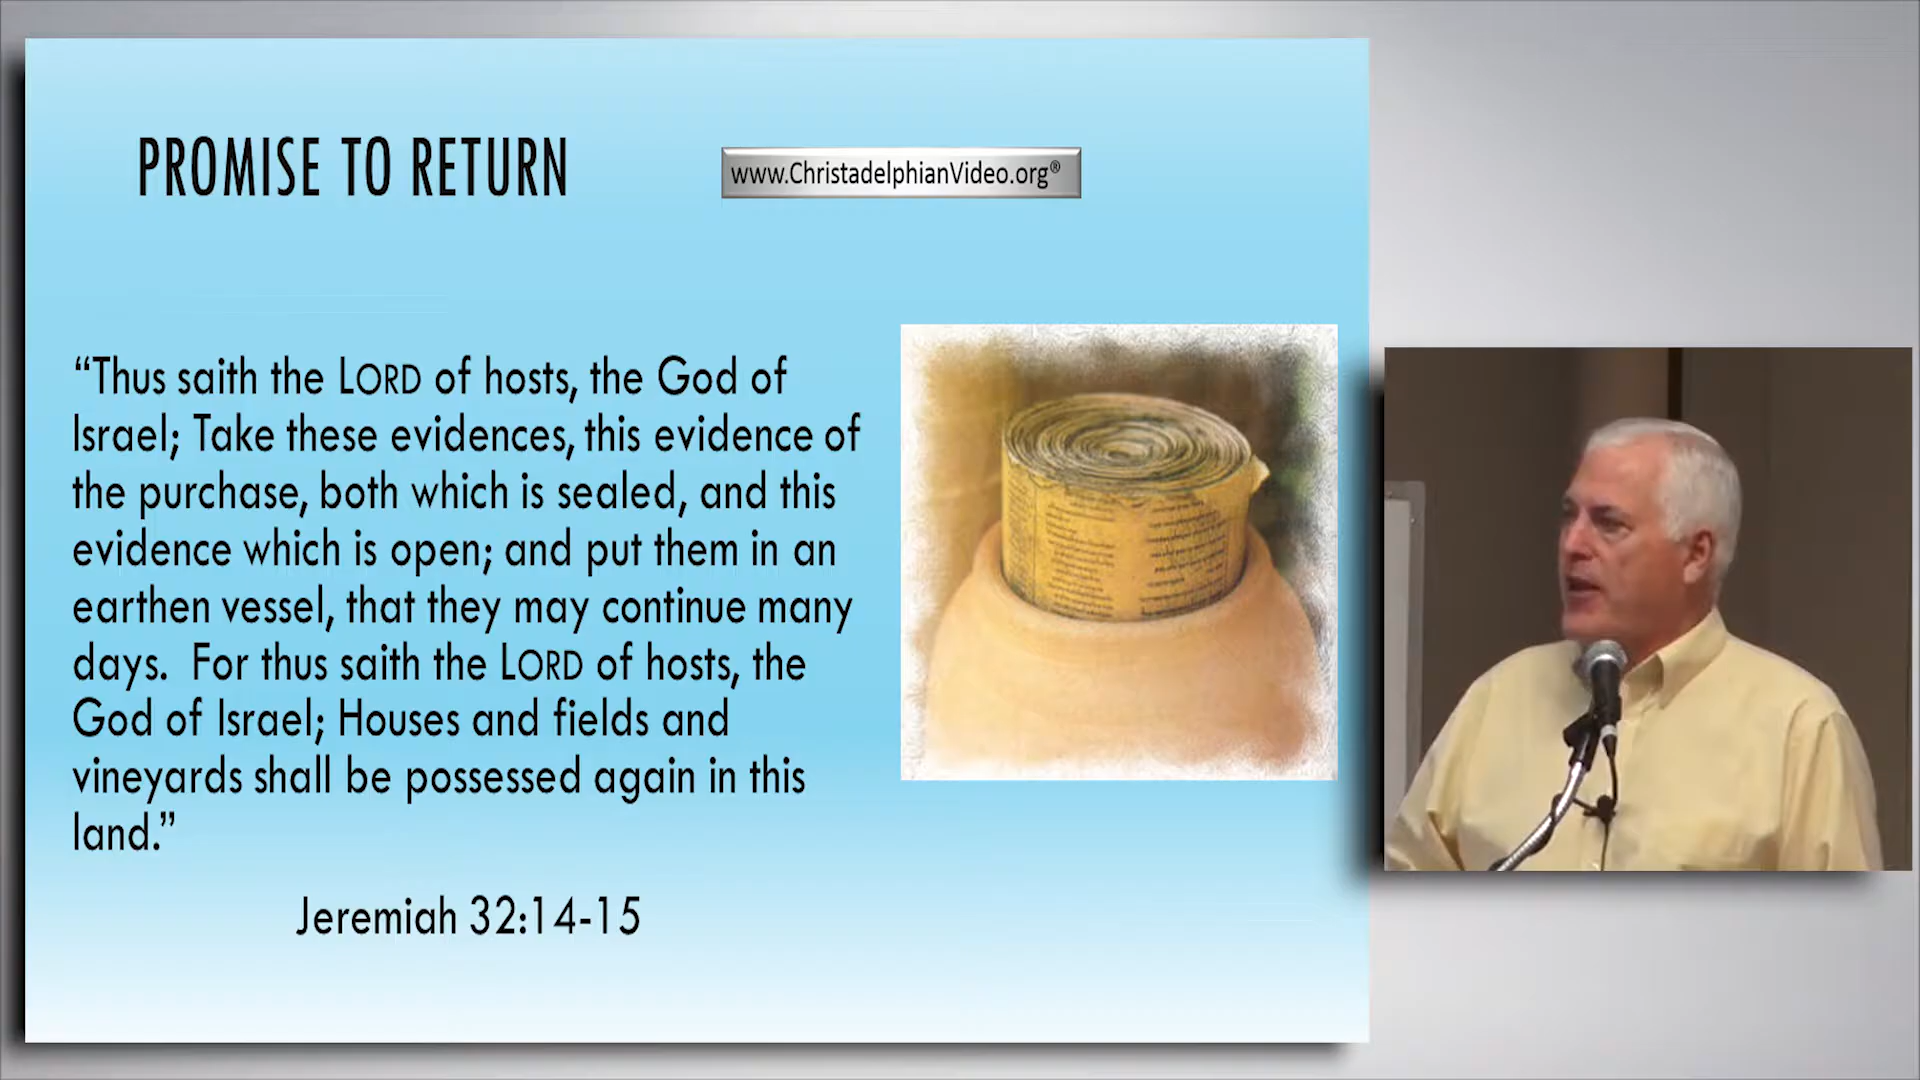 PROMISE TO RETURN
www.ChristadelphianVideo.org®
“Thus saith the LORD of hosts, the God of
Israel; Take these evidences, this evidence of
the purchase, both which is sealed, and this
evidence which is open; and put them in an
earthen vessel, that they may continue many
days.  For thus saith the LORD of hosts, the
God of Israel; Houses and fields and
vineyards shall be possessed again in this
land.”
Jeremiah 32:14-15